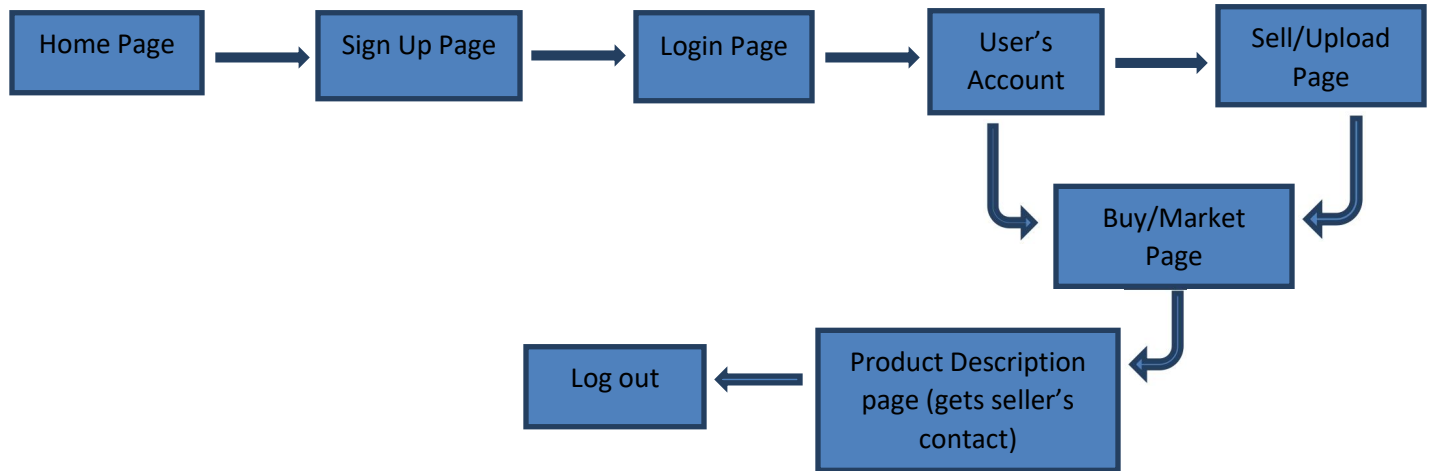 Home Page
Sign Up Page
Login Page
User’s
Account
Sell/Upload
Page
Buy/Market
Page
Product Description
page (gets seller’s
contact)
Log out